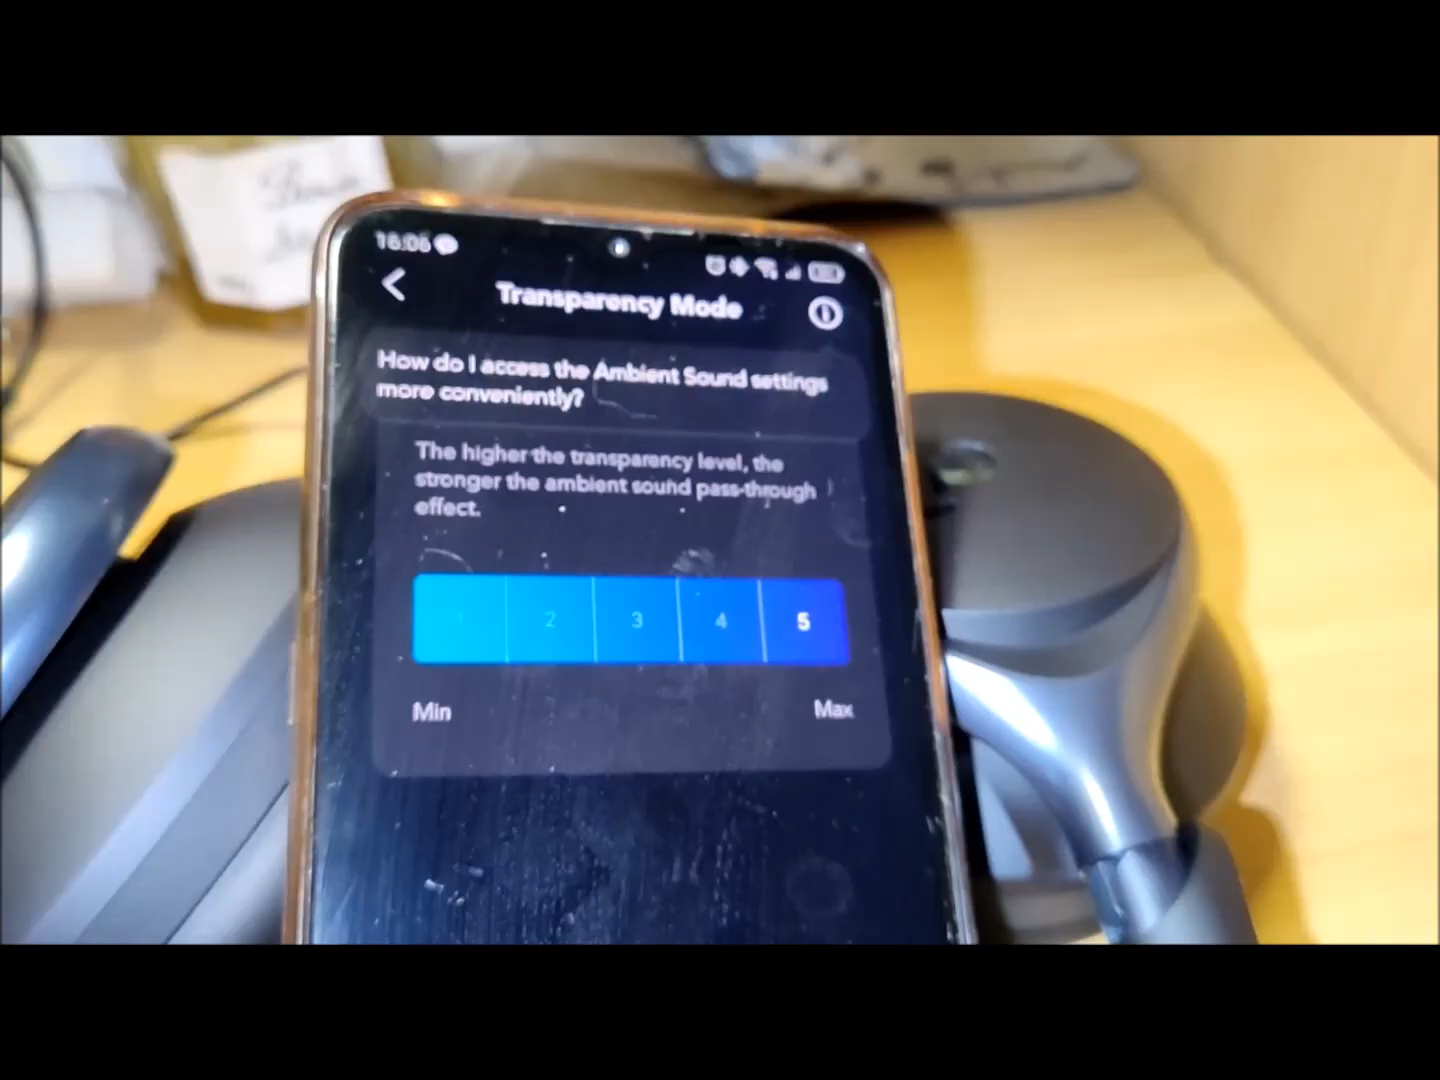 16:06
Transparency Mode
How do I access the Ambient Sound settings
more conveniently?
The higher the transparency level, the
stronger the ambient sound pass-through
effect.
1 2 3 4 5
Min Max